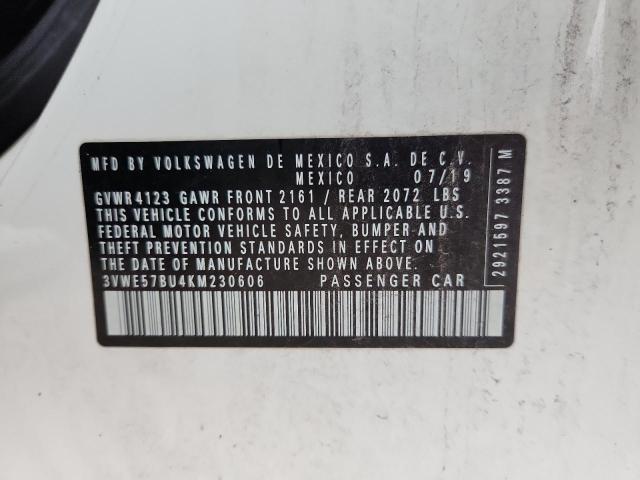 MFD BY VOLKSWAGEN DE MEXICO S.A. DE C.V.
MEXICO 07/19
GVWR 4123 GAWR FRONT 2161 / REAR 2072 LBS
THIS VEHICLE CONFORMS TO ALL APPLICABLE U.S.
FEDERAL MOTOR VEHICLE SAFETY, BUMPER AND
THEFT PREVENTION STANDARDS IN EFFECT ON
THE DATE OF MANUFACTURE SHOWN ABOVE.
3VWE57BU4KM230606 PASSENGER CAR
2921597 3387 M